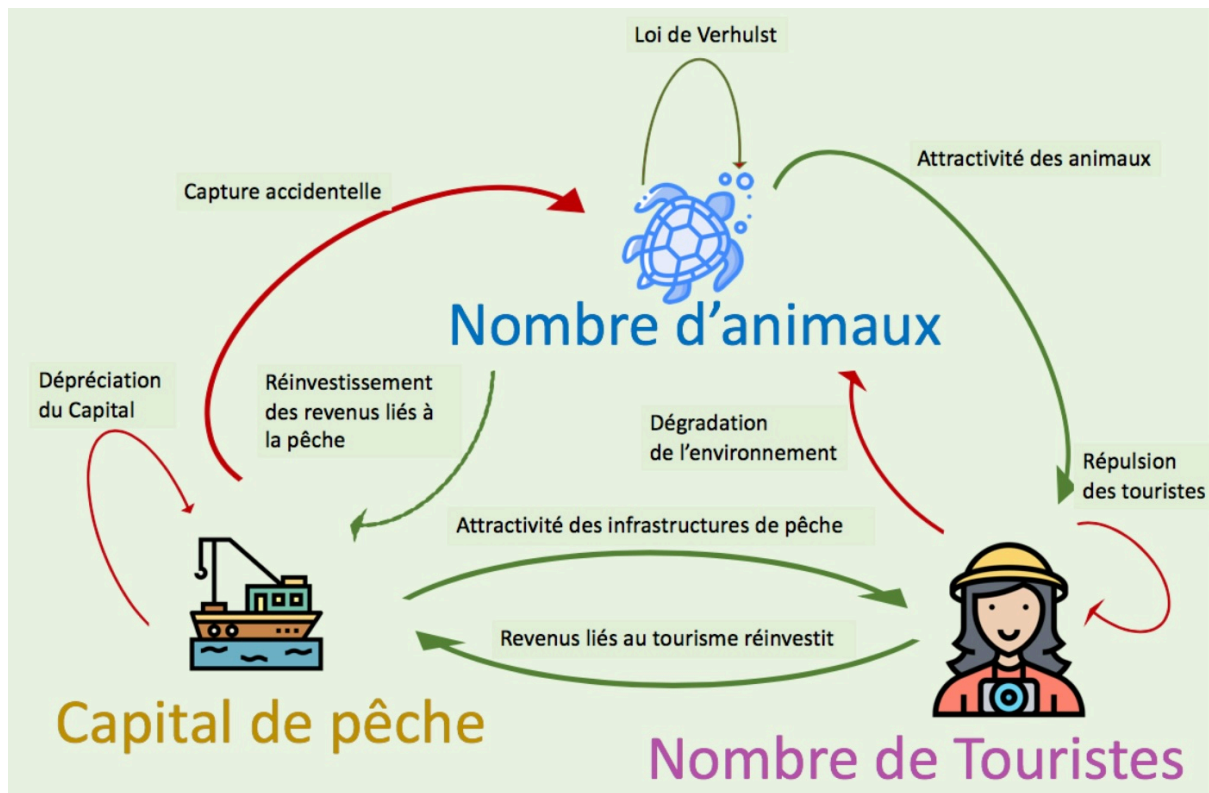 Loi de Verhulst
Attractivité des animaux
Capture accidentelle
Nombre d’animaux
Dépréciation
du Capital
Réinvestissement
des revenus liés à
la pêche
Dégradation
de l’environnement
Répulsion
des touristes
Attractivité des infrastructures de pêche
Revenus liés au tourisme réinvestit
Capital de pêche
Nombre de Touristes